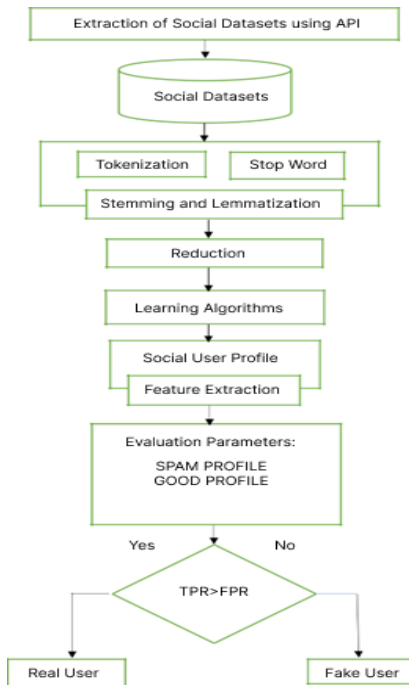 Extraction of Social Datasets using API
Social Datasets
Tokenization
Stop Word
Stemming and Lemmatization
Reduction
Learning Algorithms
Social User Profile
Feature Extraction
Evaluation Parameters:
SPAM PROFILE
GOOD PROFILE
Yes
No
TPR>FPR
Real User
Fake User